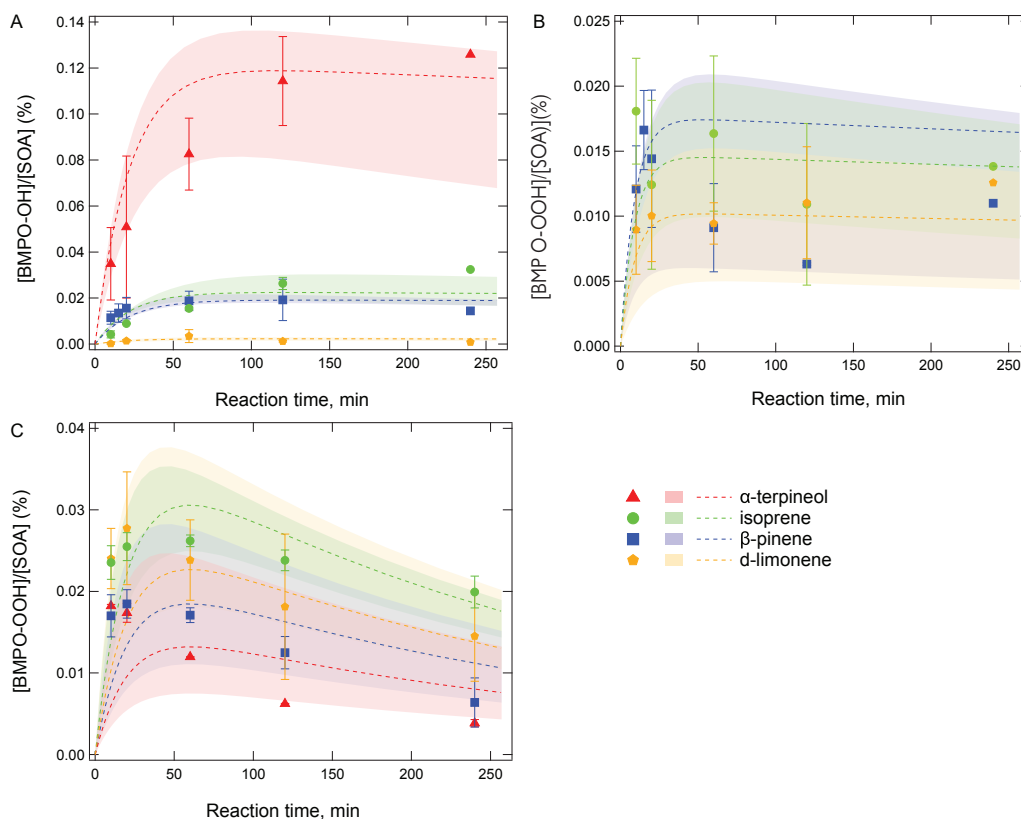 A
[BMPO-OH]/[SOA] (%)
0.14
0.12
0.10
0.08
0.06
0.04
0.02
0.00
0 50 100 150 200 250
Reaction time, min
B
[BMP O-OOH]/[SOA)](%)
0.025
0.020
0.015
0.010
0.005
0.000
0 50 100 150 200 250
Reaction time, min
C
[BMPO-OOH]/[SOA] (%)
0.04
0.03
0.02
0.01
0.00
0 50 100 150 200 250
Reaction time, min
α-terpineol
isoprene
β-pinene
d-limonene